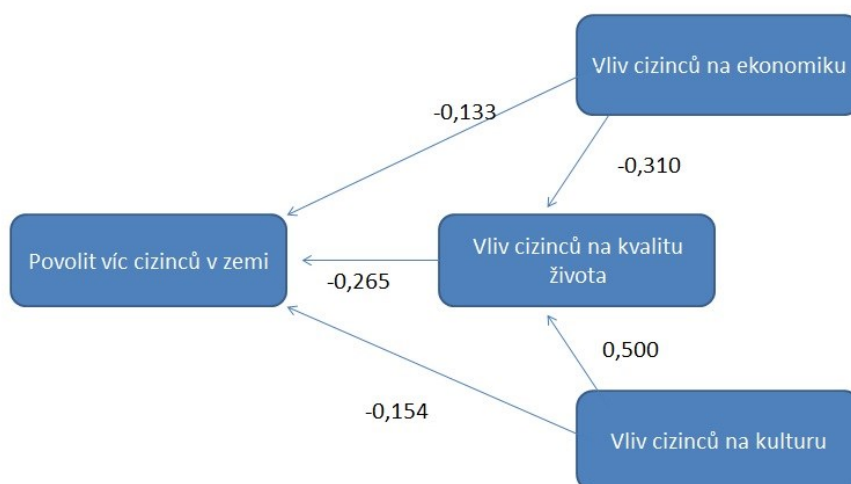 Vliv cizinců na ekonomiku
-0,133
-0,310
Povolit víc cizinců v zemi
Vliv cizinců na kvalitu
života
-0,265
0,500
-0,154
Vliv cizinců na kulturu